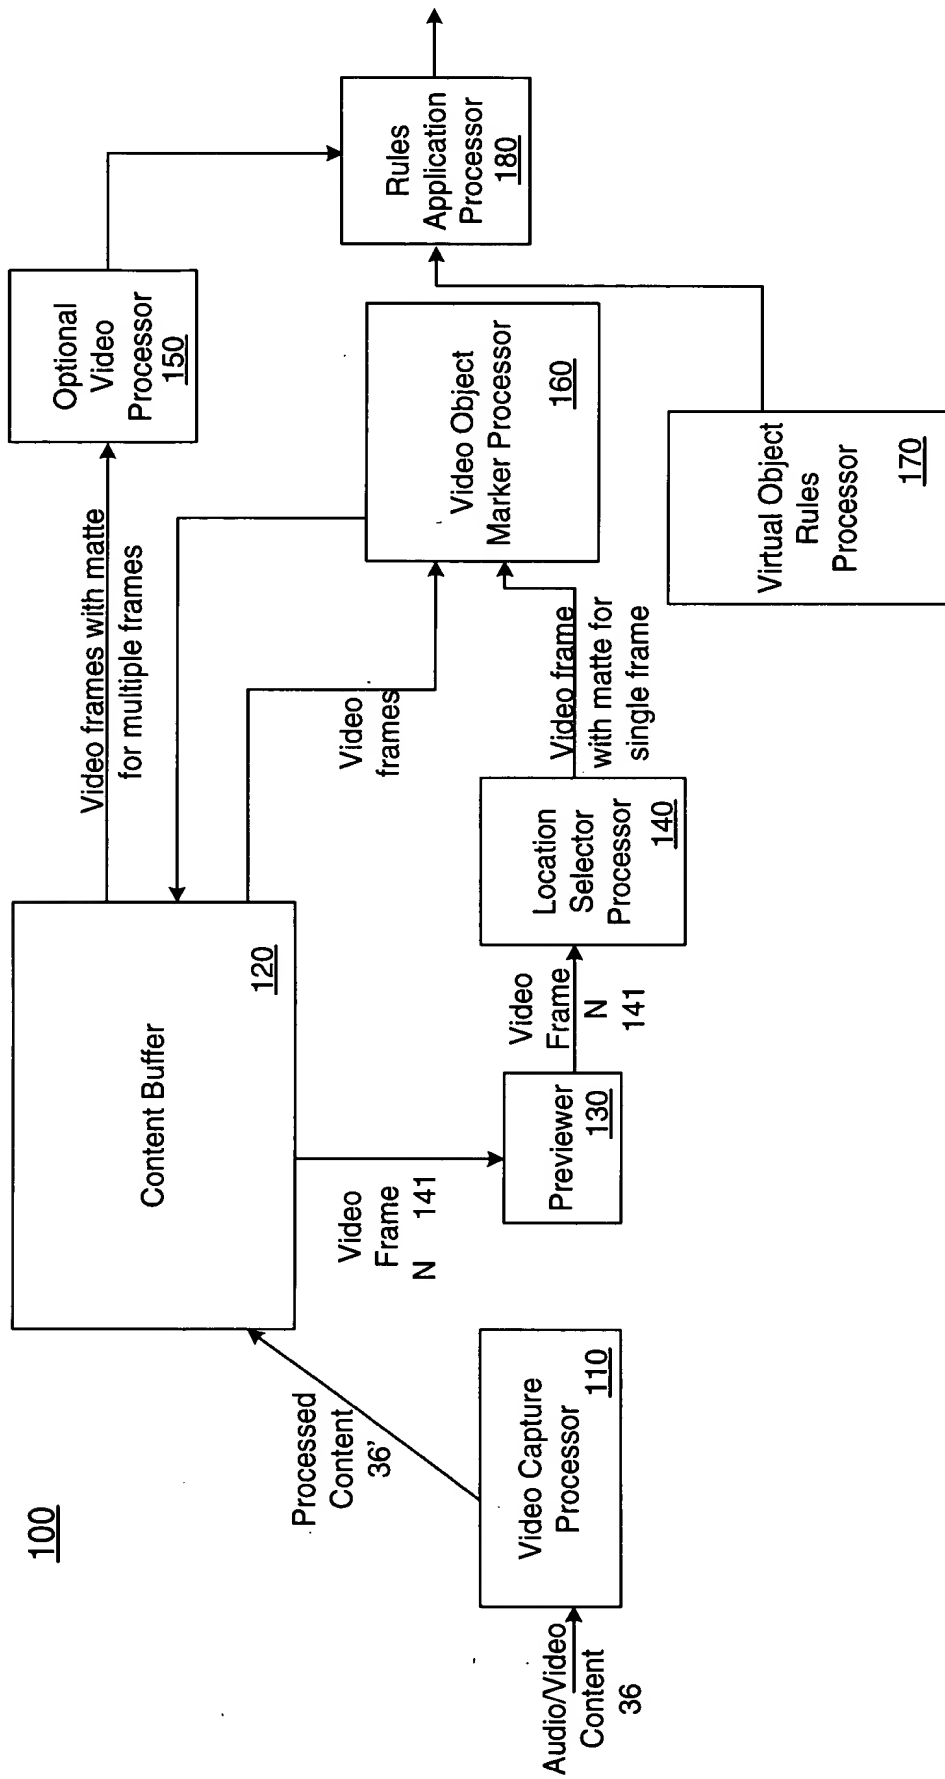 100
Audio/Video
Content
36
Video Capture
Processor
110
Processed
Content
36'
Content Buffer
120
Video
Frame
N 141
Previewer
130
Video
Frame
N
141
Location
Selector
Processor
140
Video
frames
Video frame
with matte for
single frame
Video frames with matte
for multiple frames
Optional
Video
Processor
150
Video Object
Marker Processor
160
Virtual Object
Rules
Processor
170
Rules
Application
Processor
180